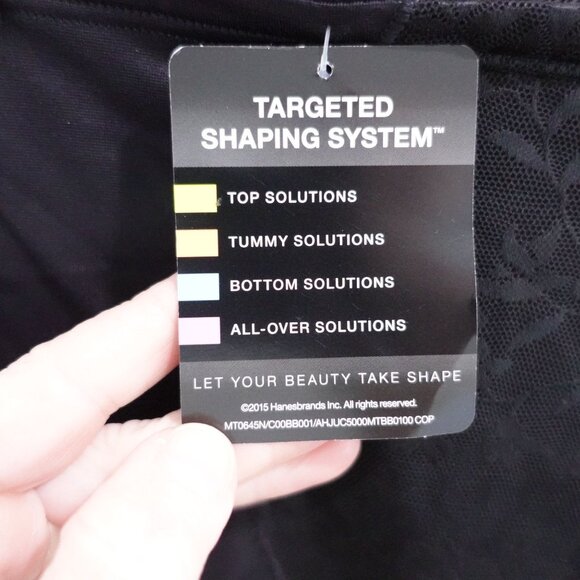 TARGETED
SHAPING SYSTEM™
TOP SOLUTIONS
TUMMY SOLUTIONS
BOTTOM SOLUTIONS
ALL-OVER SOLUTIONS
LET YOUR BEAUTY TAKE SHAPE
©2015 Hanesbrands Inc. All rights reserved.
MT0645N/C00BB001/AHJUC5000MTBB0100 COP